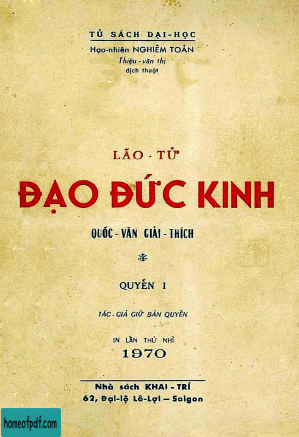 TỦ SÁCH ĐẠI-HỌC
Hạo-nhiên NGHIÊM TOẢN
Thiệu-văn thị
dịch thuật
LÃO-TỬ
ĐẠO ĐỨC KINH
QUỐC-VĂN GIẢI-THÍCH
QUYỂN I
TÁC-GIẢ GIỮ BẢN QUYỀN
IN LẦN THỨ NHÌ
1970
Nhà sách KHAI-TRÍ
62, Đại-lộ Lê-Lợi — Saigon
homeofpdf.com